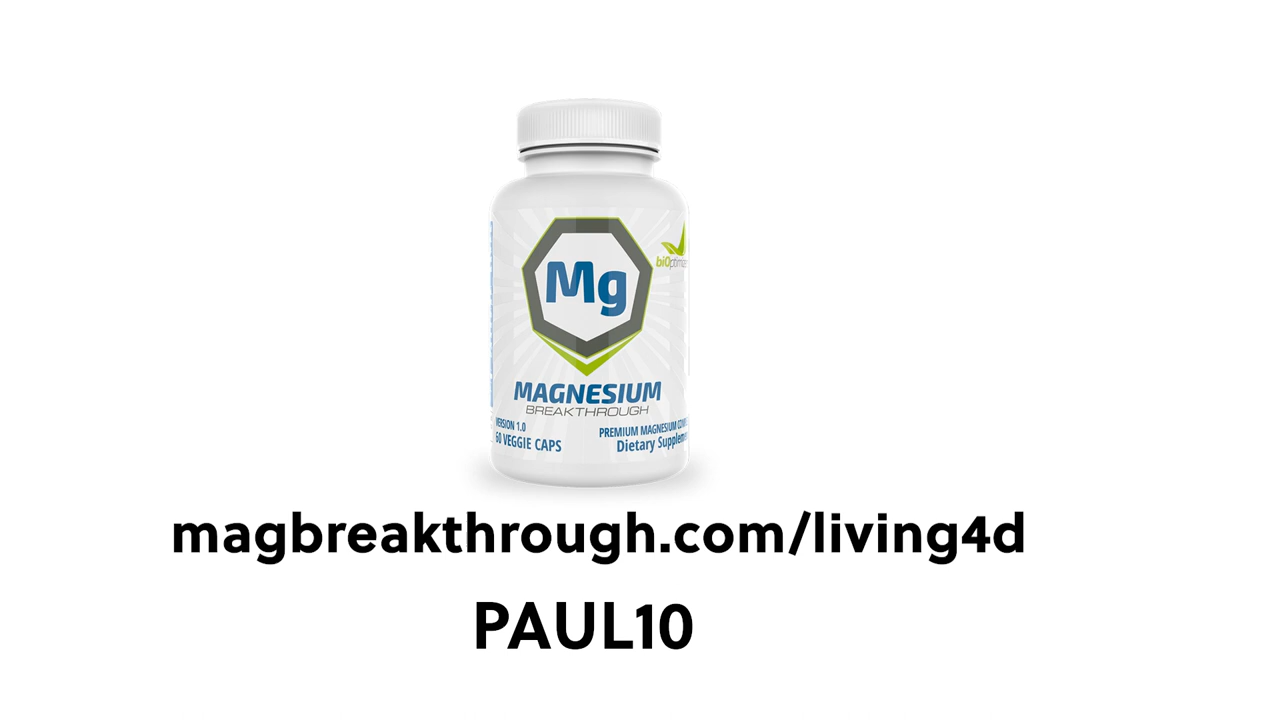 Mg
MAGNESIUM
BREAKTHROUGH
VERSION 1.0
60 VEGGIE CAPS
PREMIUM MAGNESIUM
Dietary
magbreakthrough.com/living4d
PAUL10